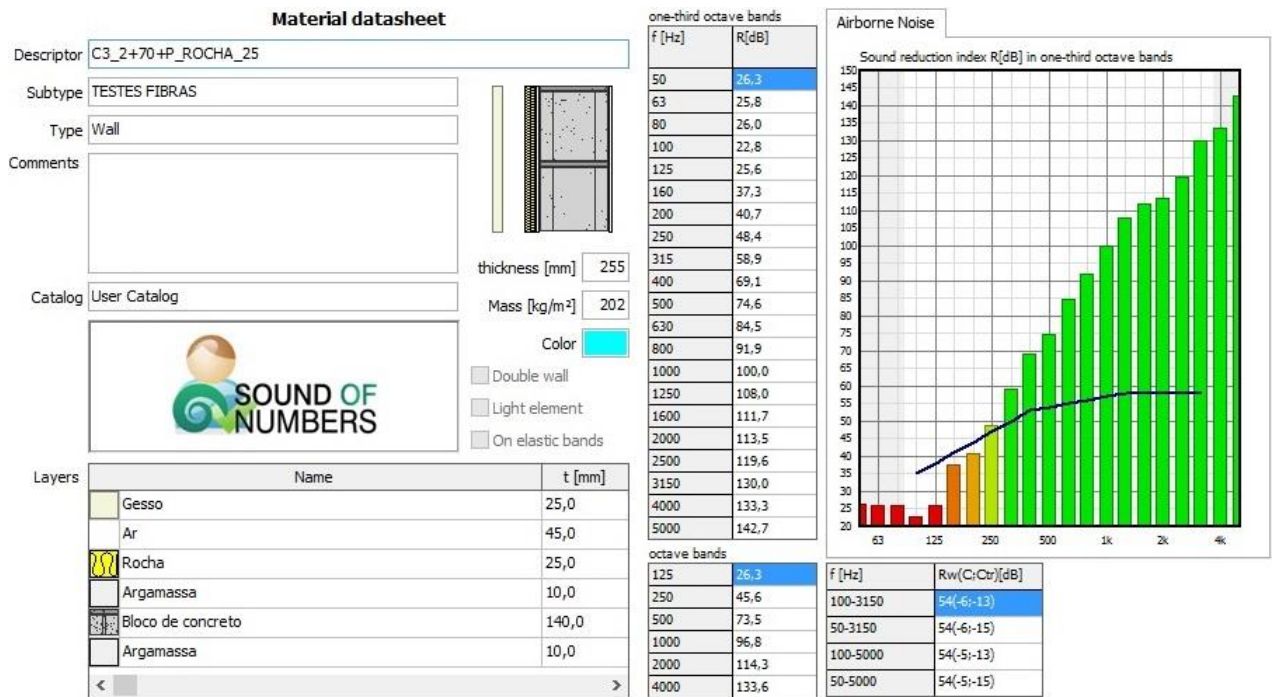 Material datasheet
Descriptor C3_2+70+P_ROCHA_25
Subtype TESTES FIBRAS
Type Wall
Comments
thickness [mm] 255
Catalog User Catalog
Mass [kg/m²] 202
Color
SOUND OF
NUMBERS
Double wall
Light element
On elastic bands
Layers Name t [mm]
Gesso 25,0
Ar 45,0
Rocha 25,0
Argamassa 10,0
Bloco de concreto 140,0
Argamassa 10,0
one-third octave bands
f [Hz] R[dB]
50 26,3
63 25,8
80 26,0
100 22,8
125 25,6
160 37,3
200 40,7
250 48,4
315 58,9
400 69,1
500 74,6
630 84,5
800 91,9
1000 100,0
1250 108,0
1600 111,7
2000 113,5
2500 119,6
3150 130,0
4000 133,3
5000 142,7
octave bands
125 26,3
250 45,6
500 73,5
1000 96,8
2000 114,3
4000 133,6
Airborne Noise
Sound reduction index R[dB] in one-third octave bands
150
145
140
135
130
125
120
115
110
105
100
95
90
85
80
75
70
65
60
55
50
45
40
35
30
25
20
63 125 250 500 1k 2k 4k
f [Hz] Rw(C;Ctr)[dB]
100-3150 54(-6;-13)
50-3150 54(-6;-15)
100-5000 54(-5;-13)
50-5000 54(-5;-15)